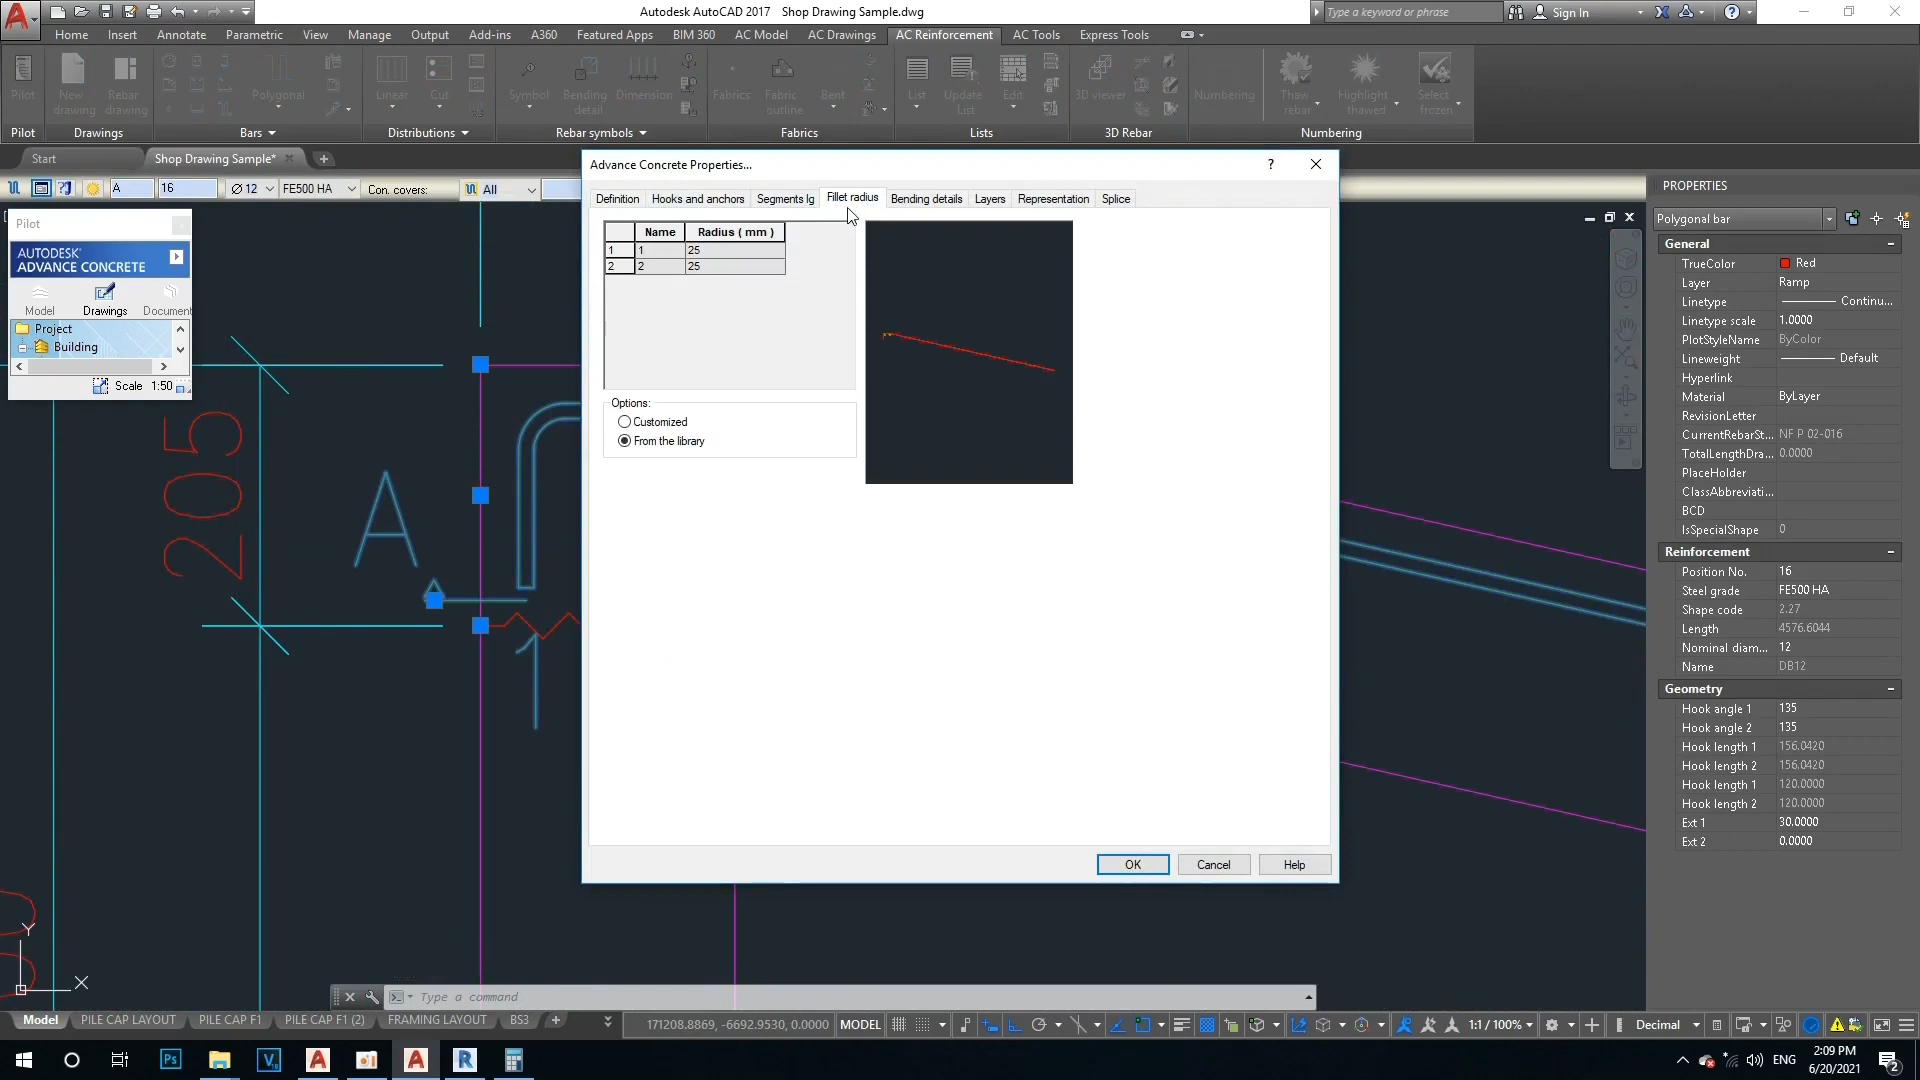 Autodesk AutoCAD 2017 Shop Drawing Sample.dwg
Type a keyword or phrase
Sign In
Home Insert Annotate Parametric View Manage Output Add-ins A360 Featured Apps BIM 360 AC Model AC Drawings AC Reinforcement AC Tools Express Tools
Pilot
New drawing
Rebar drawing
Polygonal
Linear
Cut
Symbol
Bending detail
Dimension
Fabrics
Fabric outline
Bent
List
Update List
Edit
3D viewer
Numbering
Thaw rebar
Highlight thawed
Select frozen
Pilot Drawings Bars Distributions Rebar symbols Fabrics Lists 3D Rebar Numbering
Start Shop Drawing Sample*
A 16 Ø 12 FE500 HA Con. covers: All
Pilot
AUTODESK
ADVANCE CONCRETE
Model Drawings Document
Project
Building
Scale 1:50
205
A
1
Y
X
Advance Concrete Properties...
Definition Hooks and anchors Segments lg Fillet radius Bending details Layers Representation Splice
Name Radius ( mm )
1 1 25
2 2 25
Options:
Customized
From the library
OK Cancel Help
PROPERTIES
Polygonal bar
General
TrueColor Red
Layer Ramp
Linetype Continu...
Linetype scale 1.0000
PlotStyleName ByColor
Lineweight Default
Hyperlink
Material ByLayer
RevisionLetter
CurrentRebarSt... NF P 02-016
TotalLengthDra... 0.0000
PlaceHolder
ClassAbbreviati...
BCD
IsSpecialShape 0
Reinforcement
Position No. 16
Steel grade FE500 HA
Shape code 2.27
Length 4576.6044
Nominal diam... 12
Name DB12
Geometry
Hook angle 1 135
Hook angle 2 135
Hook length 1 156.0420
Hook length 2 156.0420
Hook length 1 120.0000
Hook length 2 120.0000
Ext 1 30.0000
Ext 2 0.0000
Type a command
Model PILE CAP LAYOUT PILE CAP F1 PILE CAP F1 (2) FRAMING LAYOUT BS3
171208.8869, -6692.9530, 0.0000 MODEL 1:1 / 100% Decimal
ENG
2:09 PM
6/20/2021
2